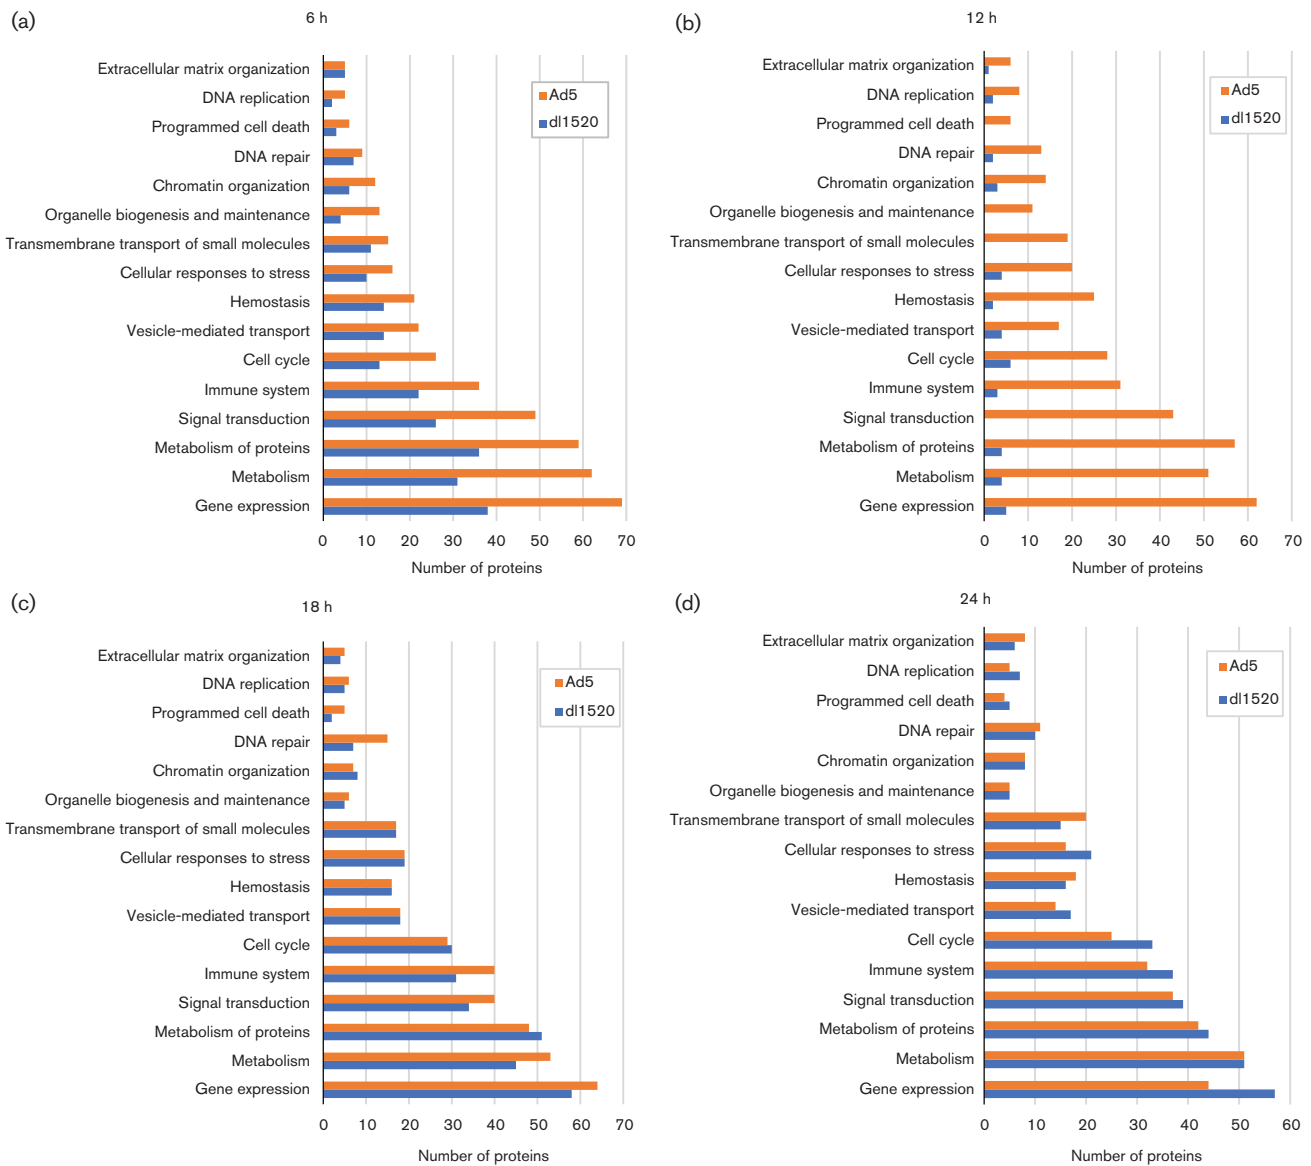 (a)
6 h
Extracellular matrix organization
DNA replication
Programmed cell death
DNA repair
Chromatin organization
Organelle biogenesis and maintenance
Transmembrane transport of small molecules
Cellular responses to stress
Hemostasis
Vesicle-mediated transport
Cell cycle
Immune system
Signal transduction
Metabolism of proteins
Metabolism
Gene expression
Ad5
dl1520
0 10 20 30 40 50 60 70
Number of proteins
(b)
12 h
Extracellular matrix organization
DNA replication
Programmed cell death
DNA repair
Chromatin organization
Organelle biogenesis and maintenance
Transmembrane transport of small molecules
Cellular responses to stress
Hemostasis
Vesicle-mediated transport
Cell cycle
Immune system
Signal transduction
Metabolism of proteins
Metabolism
Gene expression
Ad5
dl1520
0 10 20 30 40 50 60 70
Number of proteins
(c)
18 h
Extracellular matrix organization
DNA replication
Programmed cell death
DNA repair
Chromatin organization
Organelle biogenesis and maintenance
Transmembrane transport of small molecules
Cellular responses to stress
Hemostasis
Vesicle-mediated transport
Cell cycle
Immune system
Signal transduction
Metabolism of proteins
Metabolism
Gene expression
Ad5
dl1520
0 10 20 30 40 50 60 70
Number of proteins
(d)
24 h
Extracellular matrix organization
DNA replication
Programmed cell death
DNA repair
Chromatin organization
Organelle biogenesis and maintenance
Transmembrane transport of small molecules
Cellular responses to stress
Hemostasis
Vesicle-mediated transport
Cell cycle
Immune system
Signal transduction
Metabolism of proteins
Metabolism
Gene expression
Ad5
dl1520
0 10 20 30 40 50 60
Number of proteins